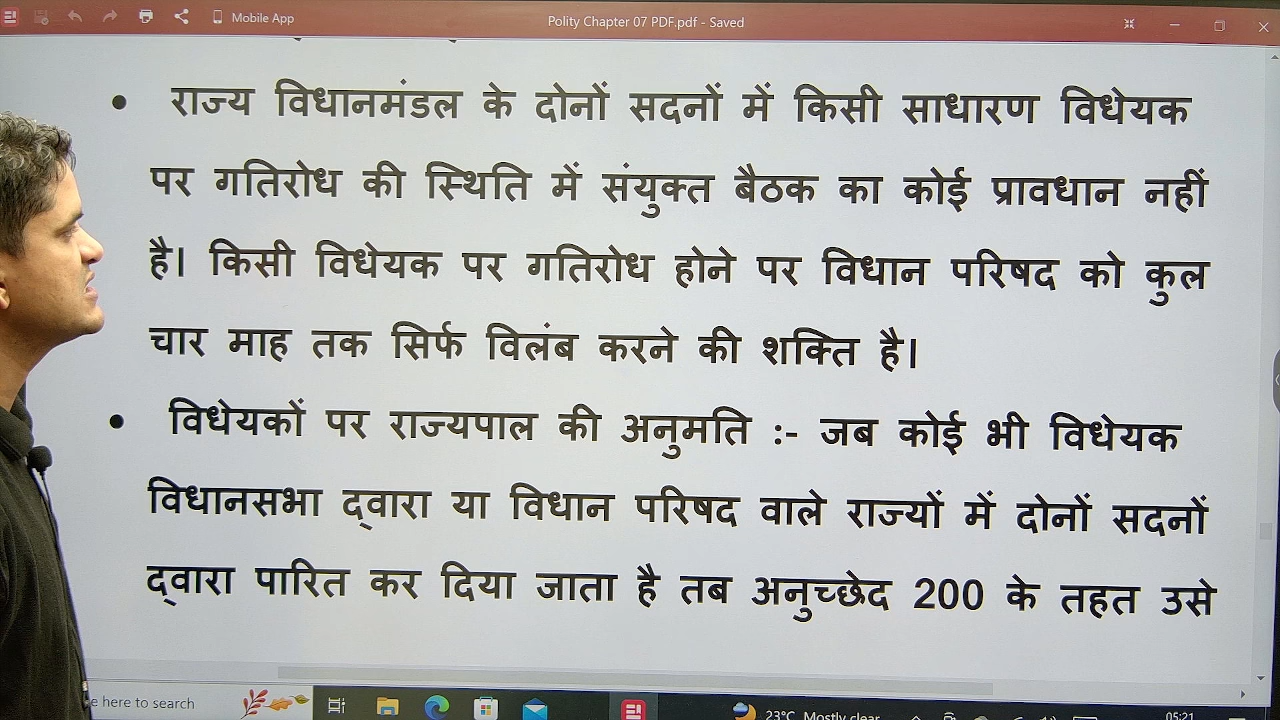 Mobile App
Polity Chapter 07 PDF.pdf - Saved
• राज्य विधानमंडल के दोनों सदनों में किसी साधारण विधेयक
पर गतिरोध की स्थिति में संयुक्त बैठक का कोई प्रावधान नहीं
है। किसी विधेयक पर गतिरोध होने पर विधान परिषद को कुल
चार माह तक सिर्फ विलंब करने की शक्ति है।
• विधेयकों पर राज्यपाल की अनुमति :- जब कोई भी विधेयक
विधानसभा द्वारा या विधान परिषद वाले राज्यों में दोनों सदनों
द्वारा पारित कर दिया जाता है तब अनुच्छेद 200 के तहत उसे
e here to search
23°C Mostly clear
05:21